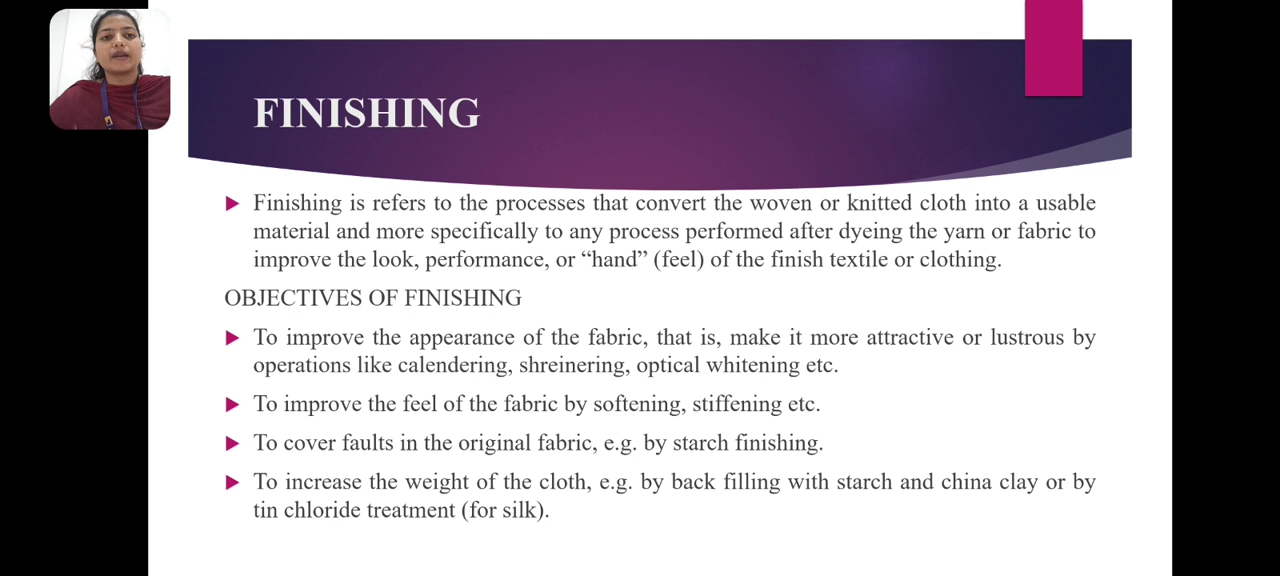 FINISHING
Finishing is refers to the processes that convert the woven or knitted cloth into a usable
material and more specifically to any process performed after dyeing the yarn or fabric to
improve the look, performance, or “hand” (feel) of the finish textile or clothing.
OBJECTIVES OF FINISHING
To improve the appearance of the fabric, that is, make it more attractive or lustrous by
operations like calendering, shreinering, optical whitening etc.
To improve the feel of the fabric by softening, stiffening etc.
To cover faults in the original fabric, e.g. by starch finishing.
To increase the weight of the cloth, e.g. by back filling with starch and china clay or by
tin chloride treatment (for silk).